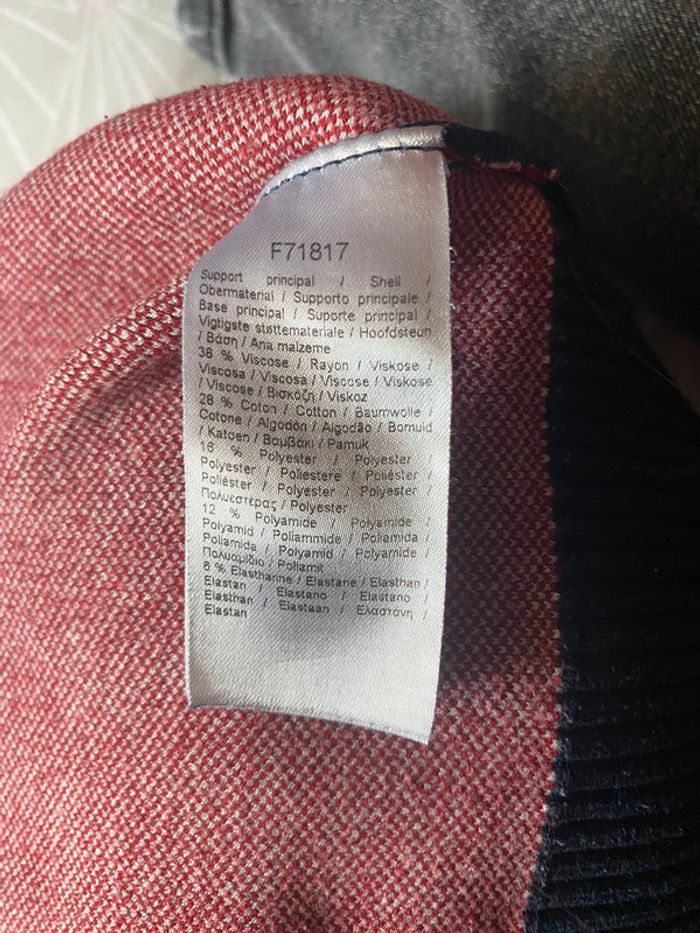 F71817
Support principal / Shell /
Obermaterial / Supporto principale /
Base principal / Suporte principal /
Vigtigste støttemateriale / Hoofdsteun
/ Βάση / Ana malzeme
38 % Viscose / Rayon / Viskose /
Viscosa / Viscosa / Viscose / Viskose
/ Viscose / Βισκόζη / Viskoz
28 % Coton / Cotton / Baumwolle /
Cotone / Algodón / Algodão / Bomuld
/ Katoen / Βαμβάκι / Pamuk
16 % Polyester / Polyester /
Polyester / Poliestere / Poliéster /
Poliéster / Polyester / Polyester /
Πολυεστέρας / Polyester
12 % Polyamide / Polyamide /
Polyamid / Poliammide / Poliamida /
Poliamida / Polyamid / Polyamide /
Πολυαμίδιο / Poliamit
6 % Elasthanne / Elastane / Elasthan /
Elastan / Elastano / Elastano /
Elasthan / Elastaan / Ελαστάνη /
Elastan